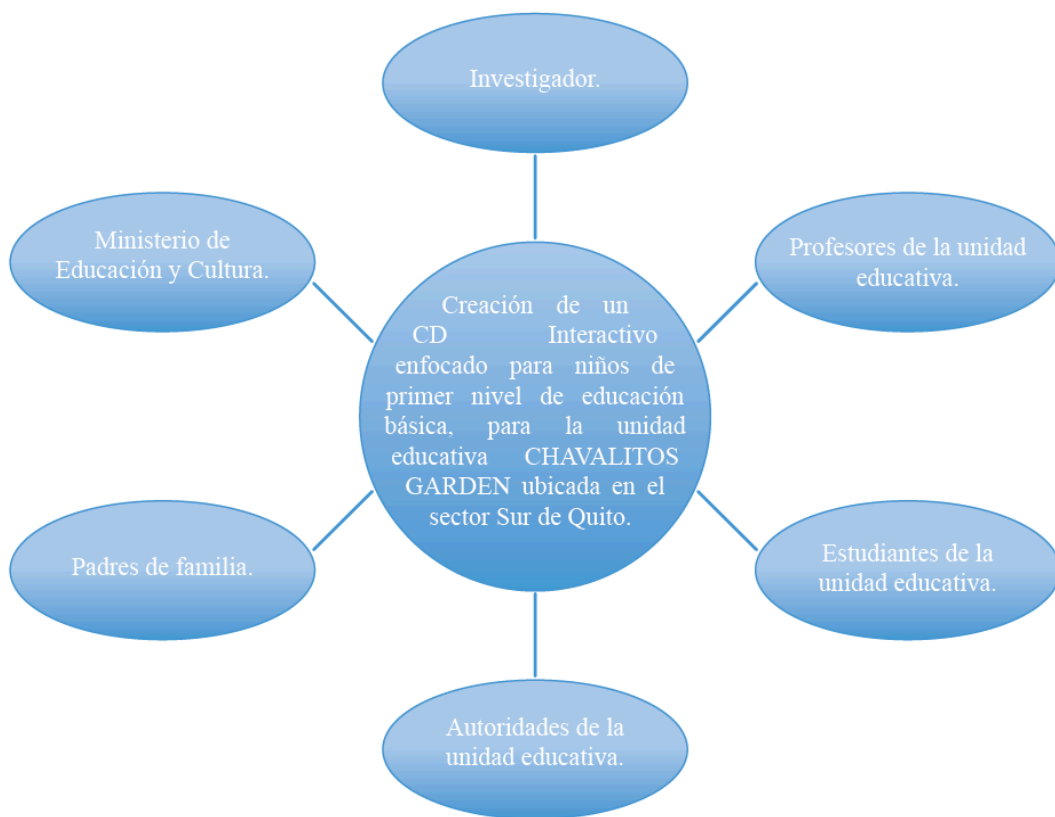 Investigador.
Ministerio de
Educación y Cultura.
Profesores de la unidad
educativa.
Creación de un
CD Interactivo
enfocado para niños de
primer nivel de educación
básica, para la unidad
educativa CHAVALITOS
GARDEN ubicada en el
sector Sur de Quito.
Padres de familia.
Estudiantes de la
unidad educativa.
Autoridades de la
unidad educativa.